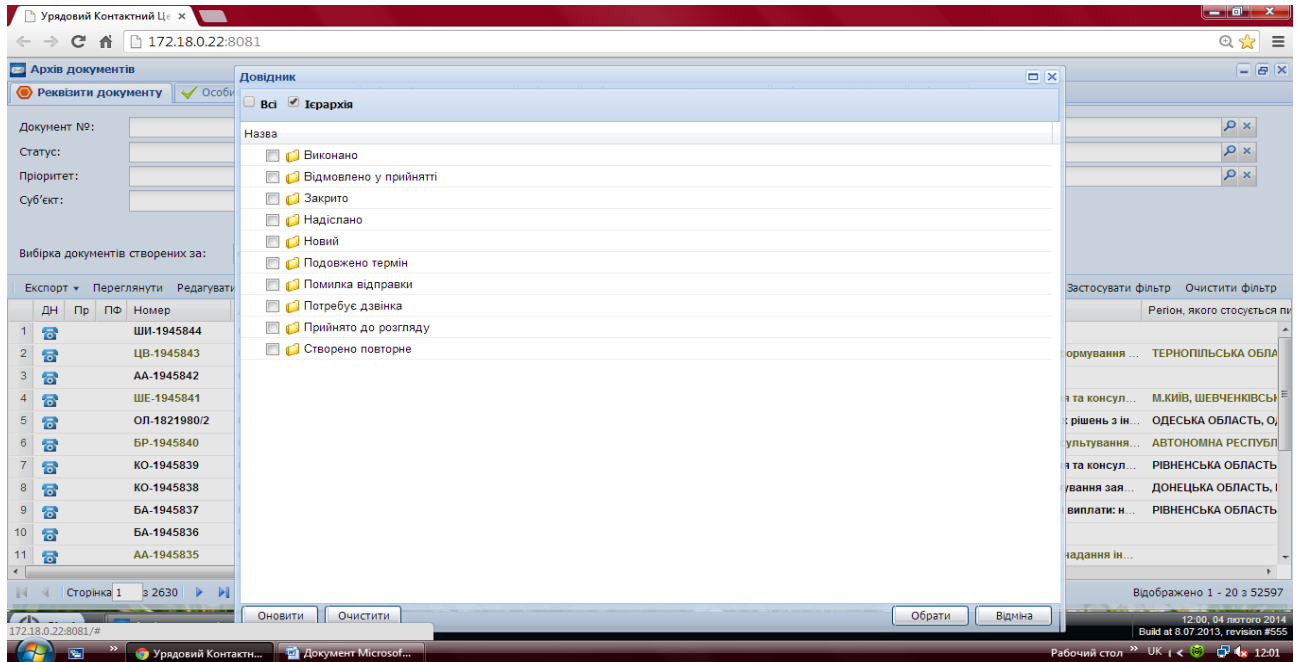 Урядовий Контактний Це
172.18.0.22:8081
Архів документів
Довідник
Реквізити документу
Особи
Всі
Ієрархія
Документ №:
Назва
Статус:
Виконано
Пріоритет:
Відмовлено у прийнятті
Суб'єкт:
Закрито
Надіслано
Новий
Вибірка документів створених за:
Подовжено термін
Помилка відправки
Потребує дзвінка
Прийнято до розгляду
Створено повторне
Експорт Переглянути Редагувати
Застосувати фільтр Очистити фільтр
ДН Пр ПФ Номер
Регіон, якого стосується пи
1 ШИ-1945844
2 ЦВ-1945843 ормування ... ТЕРНОПІЛЬСЬКА ОБЛА
3 АА-1945842
4 ШЕ-1945841 я та консул... М.КИЇВ, ШЕВЧЕНКІВСЬК
5 ОЛ-1821980/2 х рішень з ін... ОДЕСЬКА ОБЛАСТЬ, О
6 БР-1945840 ультування... АВТОНОМНА РЕСПУБЛ
7 КО-1945839 я та консул... РІВНЕНСЬКА ОБЛАСТЬ
8 КО-1945838 ування зая... ДОНЕЦЬКА ОБЛАСТЬ,
9 БА-1945837 виплати: н... РІВНЕНСЬКА ОБЛАСТЬ
10 БА-1945836
11 АА-1945835 надання ін...
Сторінка 1 з 2630
Відображено 1 - 20 з 52597
Оновити Очистити Обрати Відміна
12:00, 04 лютого 2014
172.18.0.22:8081/#
Build at 8.07.2013, revision #555
Урядовий Контактн...
Документ Microsof...
Рабочий стол
UK
12:01